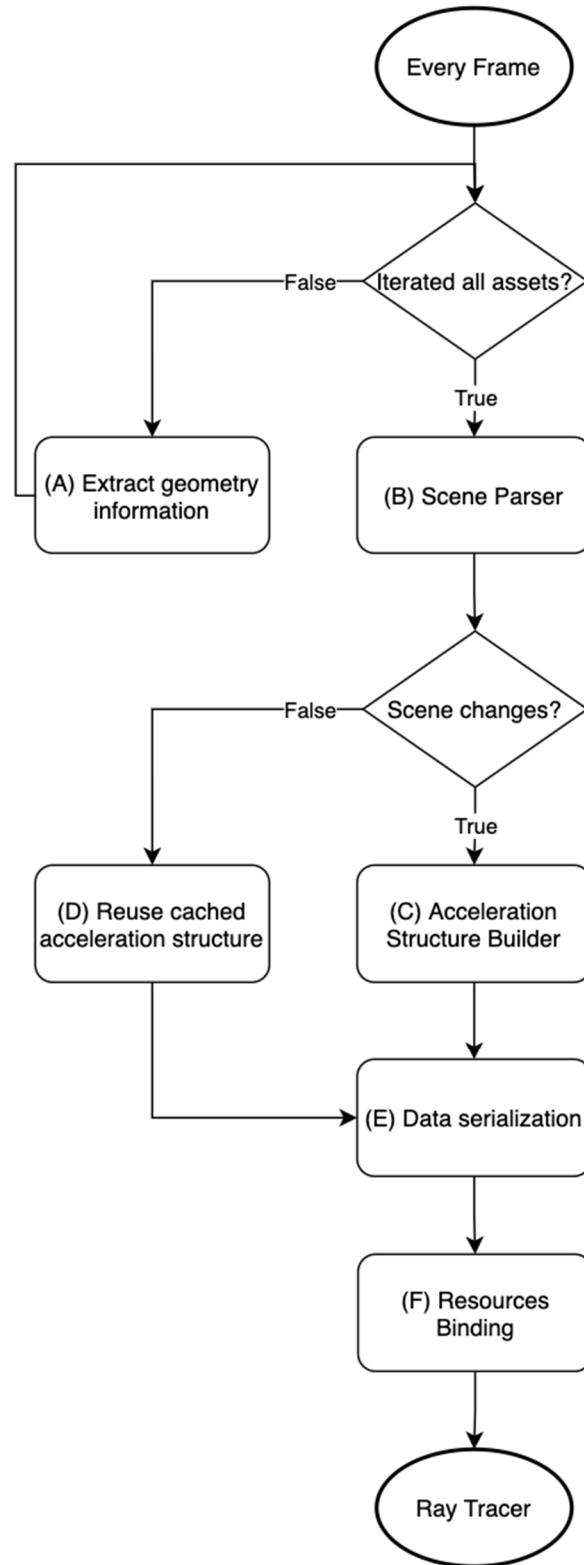 Every Frame
Iterated all assets?
False
True
(A) Extract geometry
information
(B) Scene Parser
Scene changes?
False
True
(D) Reuse cached
acceleration structure
(C) Acceleration
Structure Builder
(E) Data serialization
(F) Resources
Binding
Ray Tracer